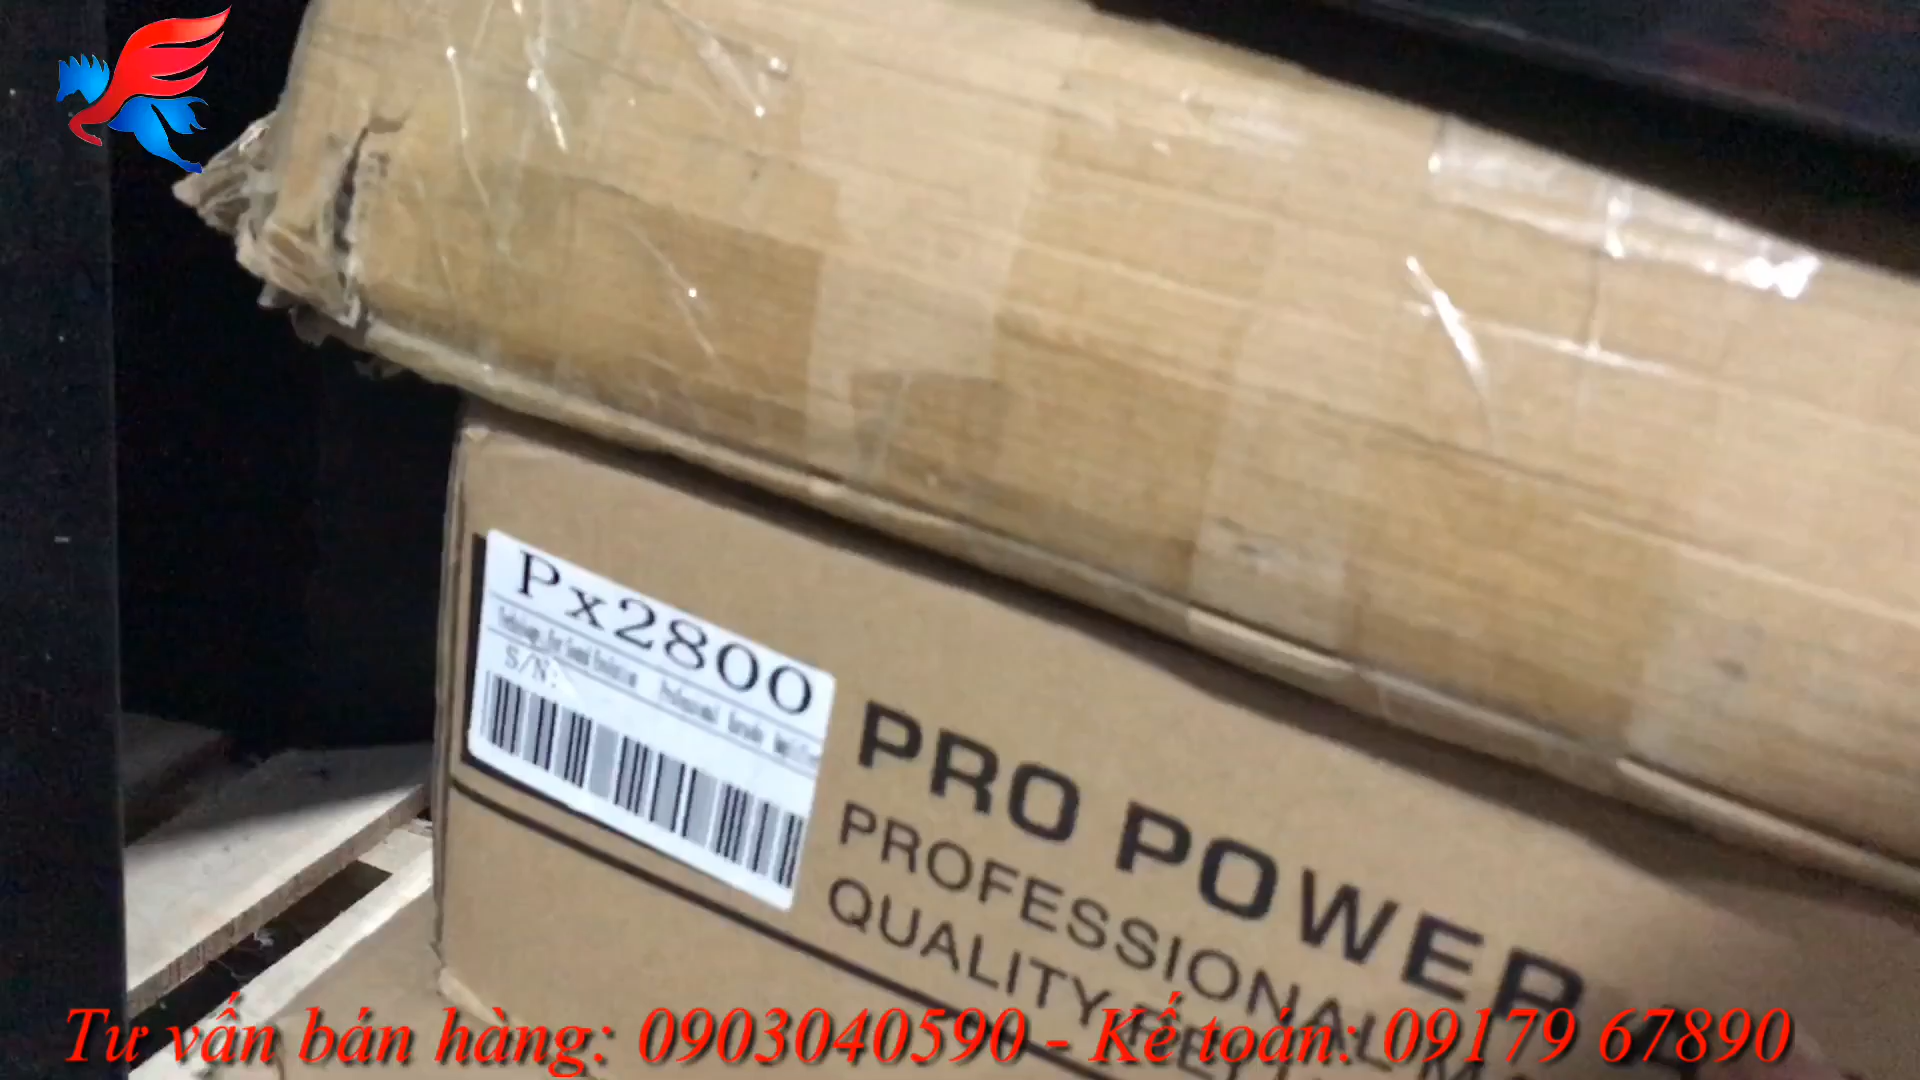 Px2800
S/N:
PRO POWER
PROFESSIONAL
QUALITY
Tư vấn bán hàng: 0903040590 - Kế toán: 09179 67890